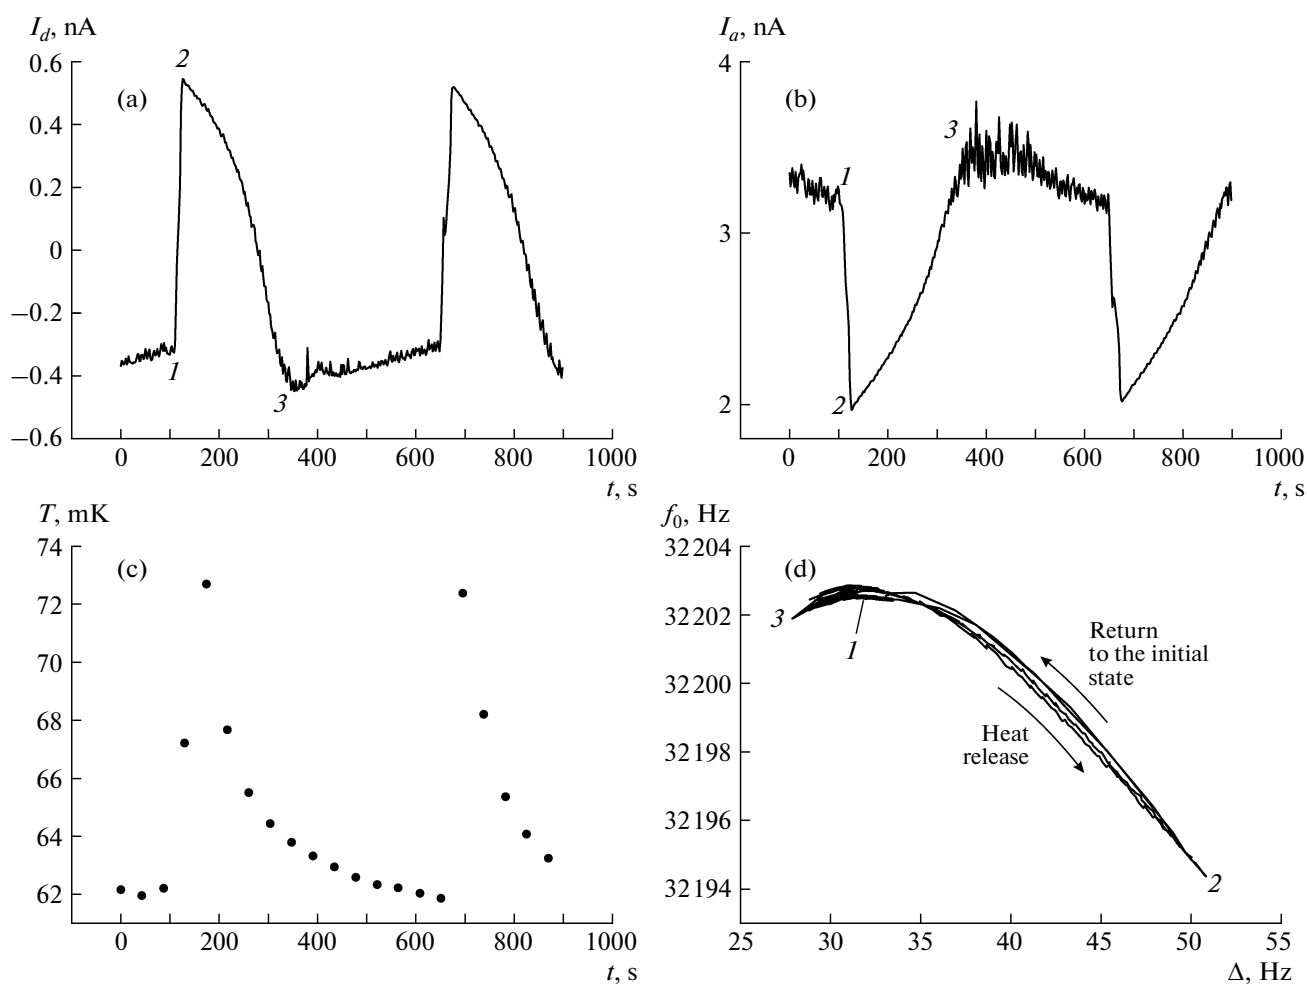 I_d, nA
0.6
0.4
0.2
0
−0.2
−0.4
−0.6
(a)
2
1
3
0 200 400 600 800 1000
t, s
I_a, nA
4
3
2
(b)
1
3
2
0 200 400 600 800 1000
t, s
T, mK
74
72
70
68
66
64
62
(c)
0 200 400 600 800 1000
t, s
f_0, Hz
32204
32202
32200
32198
32196
32194
(d)
3
1
Return
to the initial
state
Heat
release
2
25 30 35 40 45 50 55
Δ, Hz